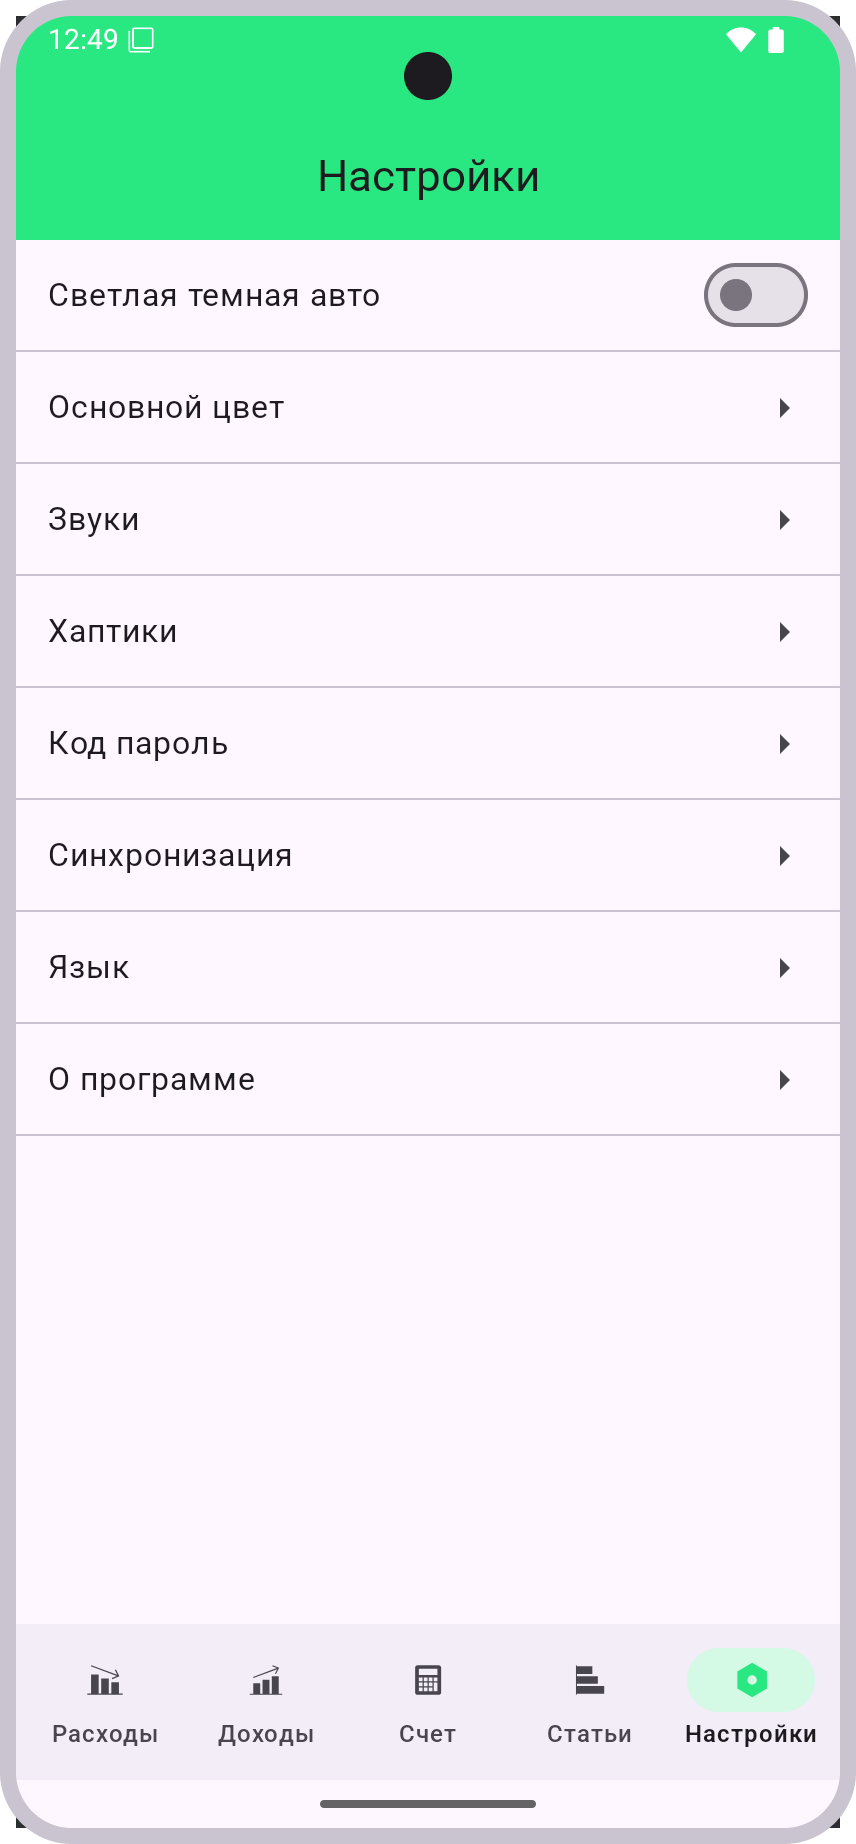 12:49
Настройки
Светлая темная авто
Основной цвет
Звуки
Хаптики
Код пароль
Синхронизация
Язык
О программе
Расходы Доходы Счет Статьи Настройки